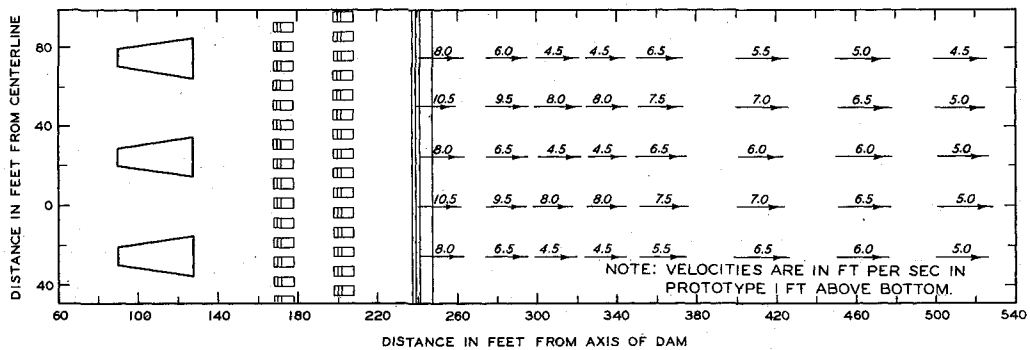 DISTANCE IN FEET FROM CENTERLINE
80
40
0
40
8.0 6.0 4.5 4.5 6.5 5.5 5.0 4.5
10.5 9.5 8.0 8.0 7.5 7.0 6.5 5.0
8.0 6.5 4.5 4.5 6.5 6.0 6.0 5.0
10.5 9.5 8.0 8.0 7.5 7.0 6.5 5.0
8.0 6.5 4.5 4.5 5.5 6.5 6.0 5.0
NOTE: VELOCITIES ARE IN FT PER SEC IN
PROTOTYPE 1 FT ABOVE BOTTOM.
60 100 140 180 220 260 300 340 380 420 460 500 540
DISTANCE IN FEET FROM AXIS OF DAM